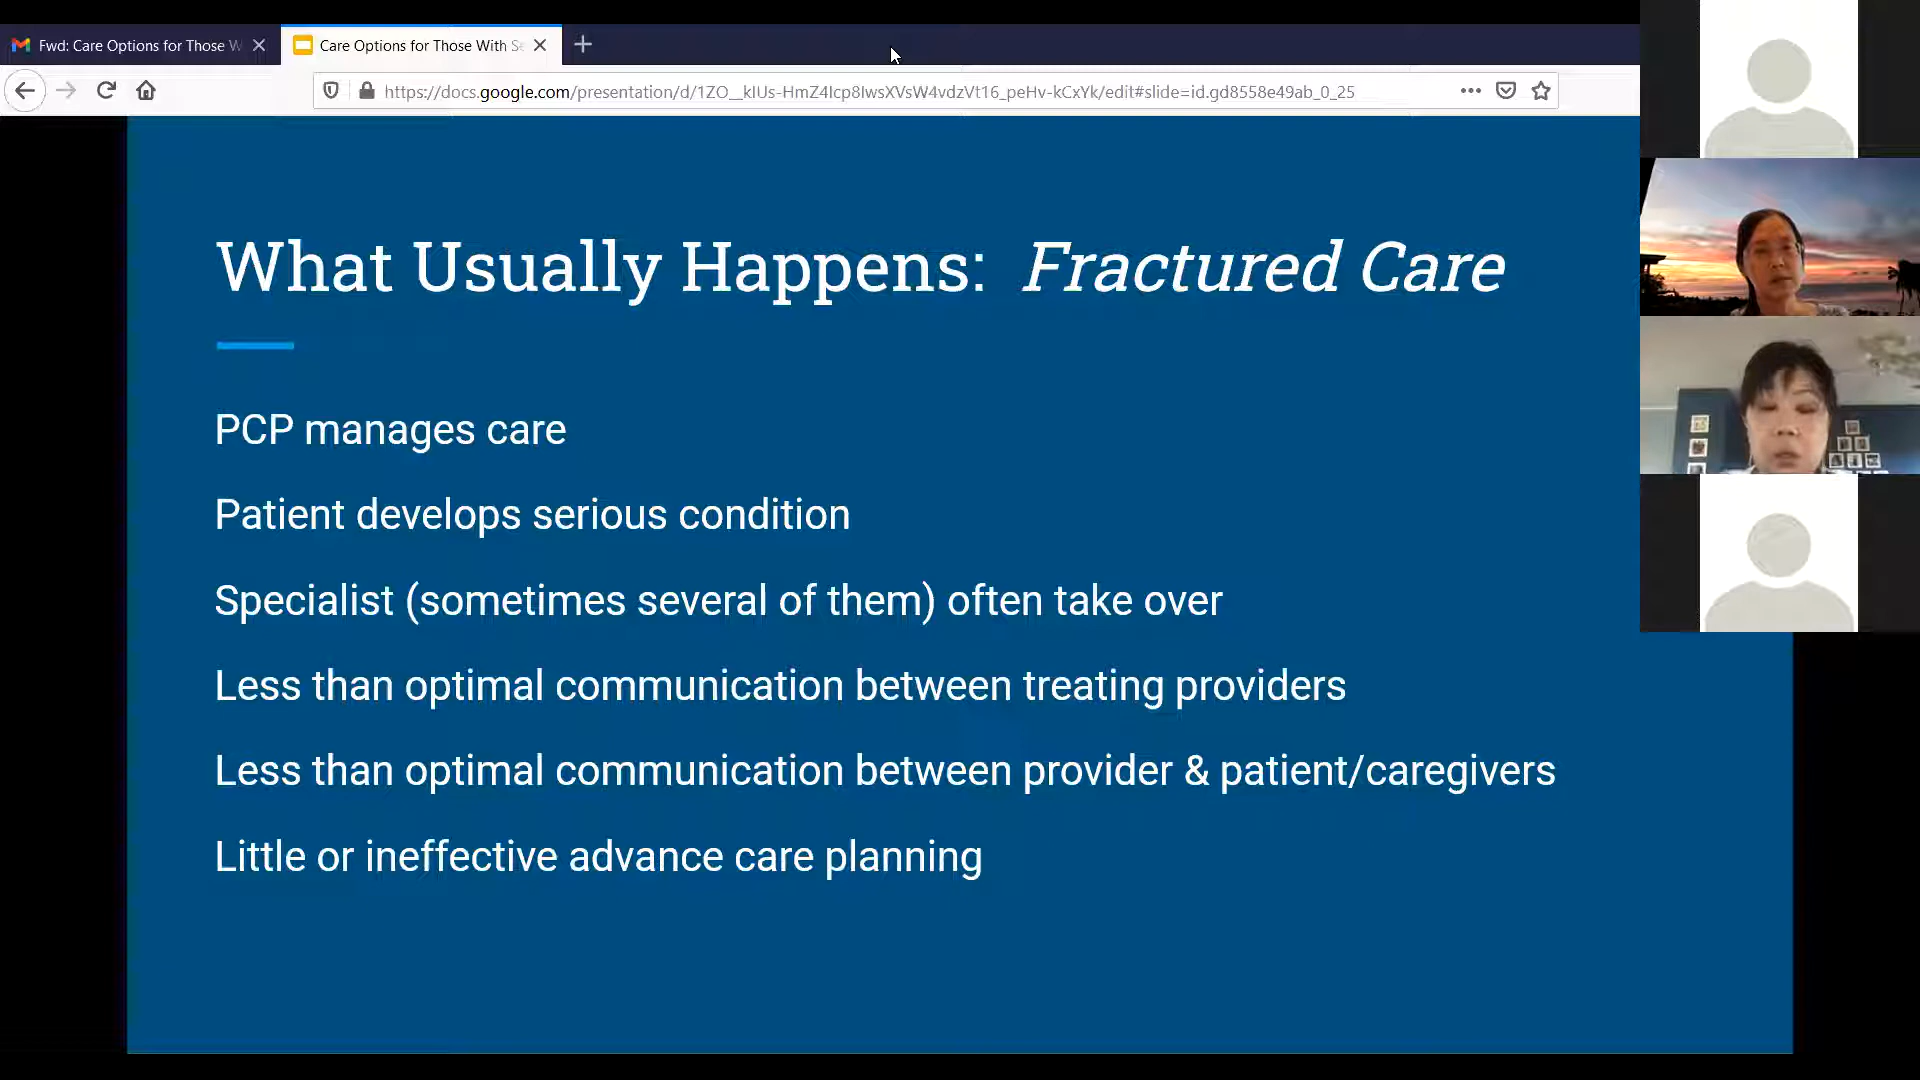 Fwd: Care Options for Those W
Care Options for Those With Se
https://docs.google.com/presentation/d/1ZO__kIUs-HmZ4Icp8IwsXVsW4vdzVt16_peHv-kCxYk/edit#slide=id.gd8558e49ab_0_25
What Usually Happens: Fractured Care
PCP manages care
Patient develops serious condition
Specialist (sometimes several of them) often take over
Less than optimal communication between treating providers
Less than optimal communication between provider & patient/caregivers
Little or ineffective advance care planning